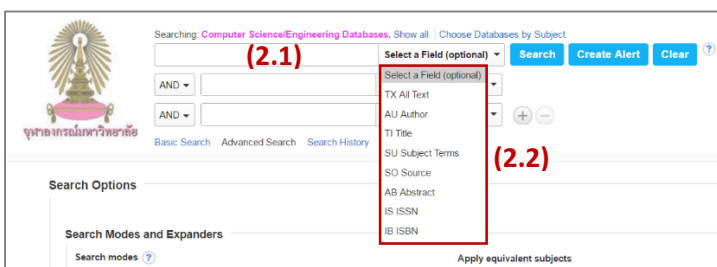 Searching: Computer Science/Engineering Databases, Show all | Choose Databases by Subject
(2.1) Select a Field (optional) Search Create Alert Clear ?
Select a Field (optional)
AND
TX All Text
AND
AU Author
จุฬาลงกรณ์มหาวิทยาลัย
Basic Search Advanced Search Search History
TI Title
SU Subject Terms
(2.2)
SO Source
AB Abstract
IS ISSN
IB ISBN
Search Options
Search Modes and Expanders
Search modes ?
Apply equivalent subjects